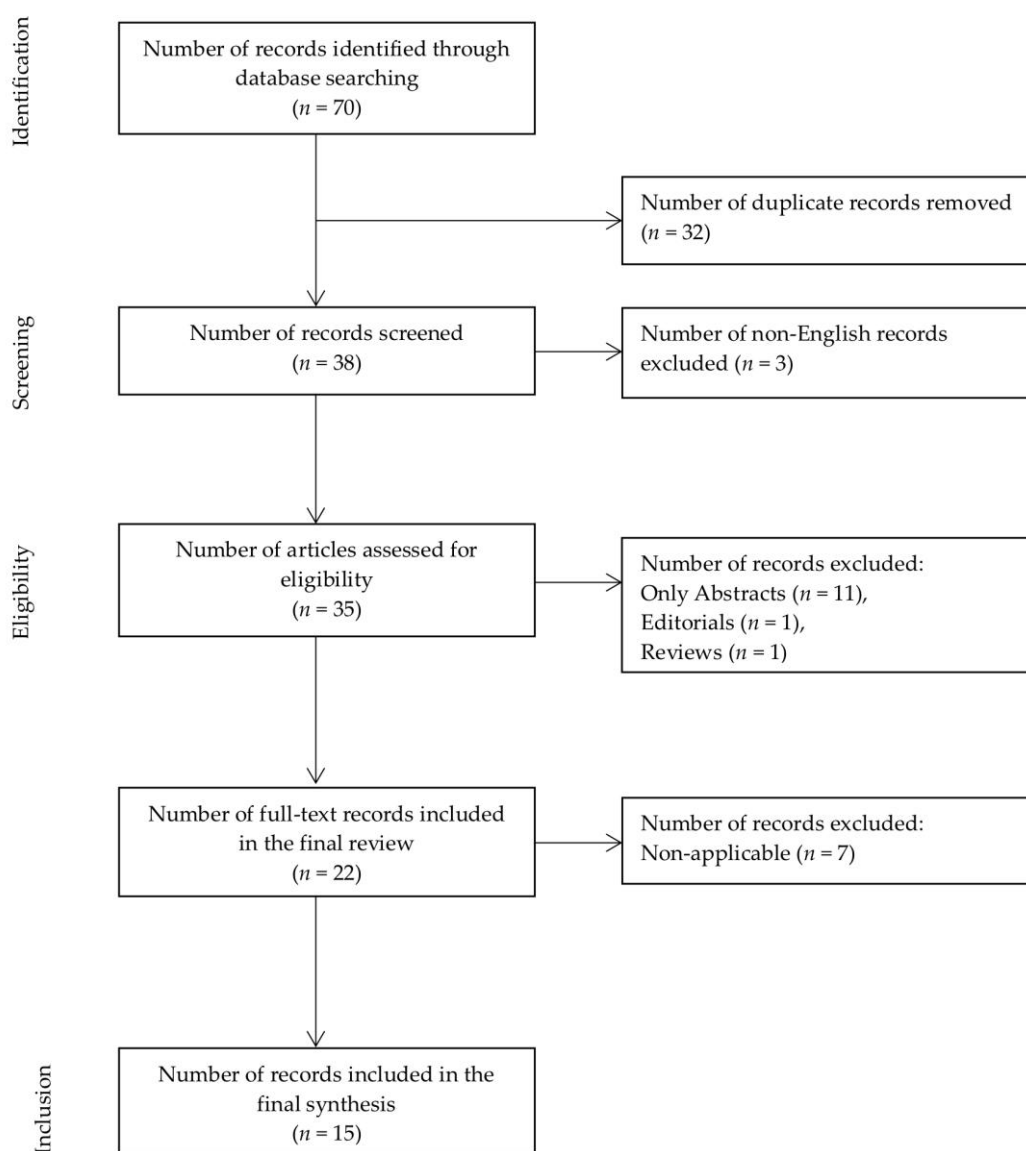 Identification
Number of records identified through
database searching
(n = 70)
Number of duplicate records removed
(n = 32)
Screening
Number of records screened
(n = 38)
Number of non-English records
excluded (n = 3)
Eligibility
Number of articles assessed for
eligibility
(n = 35)
Number of records excluded:
Only Abstracts (n = 11),
Editorials (n = 1),
Reviews (n = 1)
Number of full-text records included
in the final review
(n = 22)
Number of records excluded:
Non-applicable (n = 7)
Inclusion
Number of records included in the
final synthesis
(n = 15)